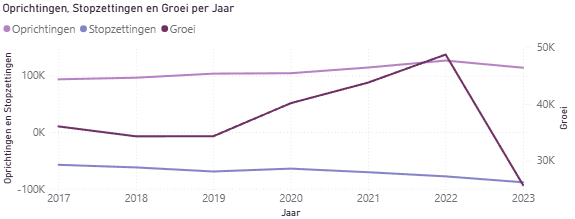 Oprichtingen, Stopzettingen en Groei per Jaar
Oprichtingen Stopzettingen Groei
Oprichtingen en Stopzettingen
100K
0K
-100K
50K
40K
30K
Groei
2017 2018 2019 2020 2021 2022 2023
Jaar